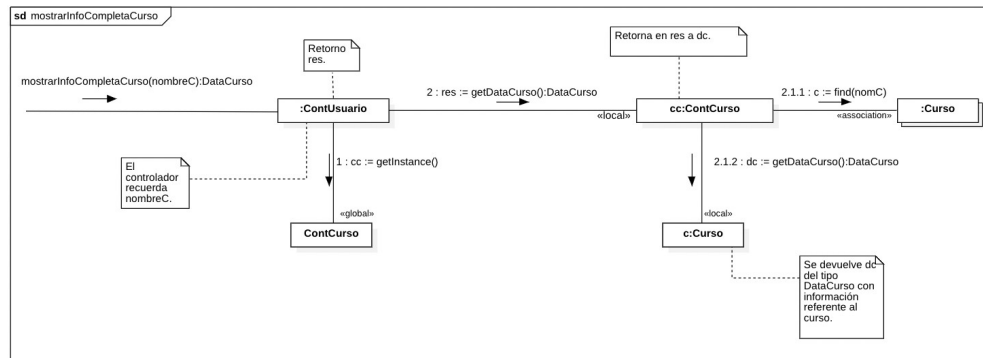 sd mostrarInfoCompletaCurso
Retorno
res.
Retorna en res a dc.
mostrarInfoCompletaCurso(nombreC):DataCurso
2 : res := getDataCurso():DataCurso
2.1.1 : c := find(nomC)
:ContUsuario
cc:ContCurso
:Curso
«local»
«association»
1 : cc := getInstance()
2.1.2 : dc := getDataCurso():DataCurso
El
controlador
recuerda
nombreC.
«global»
«local»
ContCurso
c:Curso
Se devuelve dc
del tipo
DataCurso con
información
referente al
curso.